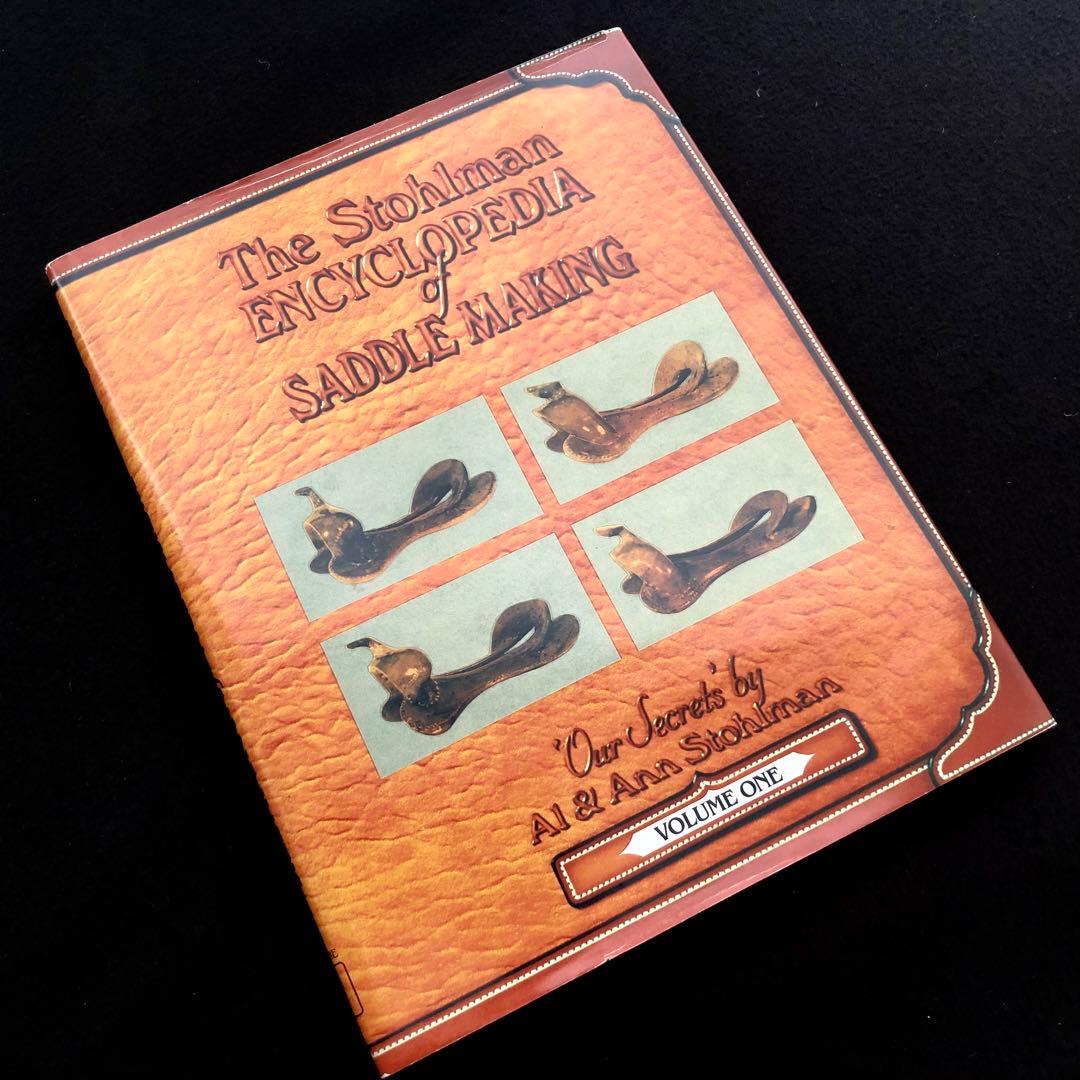 The Stohlman
ENCYCLOPEDIA
of
SADDLE MAKING
'Our Secrets' by
Al & Ann Stohlman
VOLUME ONE